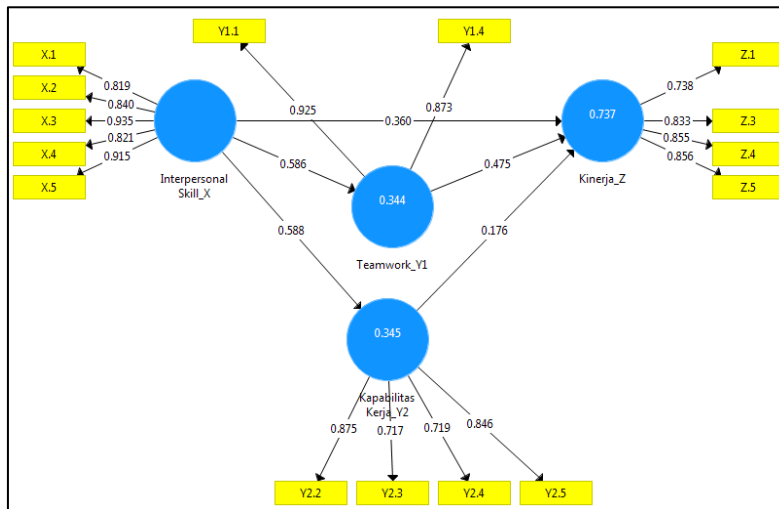 Y1.1
Y1.4
X.1
X.2
X.3
X.4
X.5
0.819
0.840
0.935
0.821
0.915
Interpersonal
Skill_X
0.925
0.873
0.360
0.586
0.588
0.344
Teamwork_Y1
0.475
0.176
0.737
Kinerja_Z
0.738
0.833
0.855
0.856
Z.1
Z.3
Z.4
Z.5
0.345
Kapabilitas
Kerja_Y2
0.875
0.717
0.719
0.846
Y2.2
Y2.3
Y2.4
Y2.5